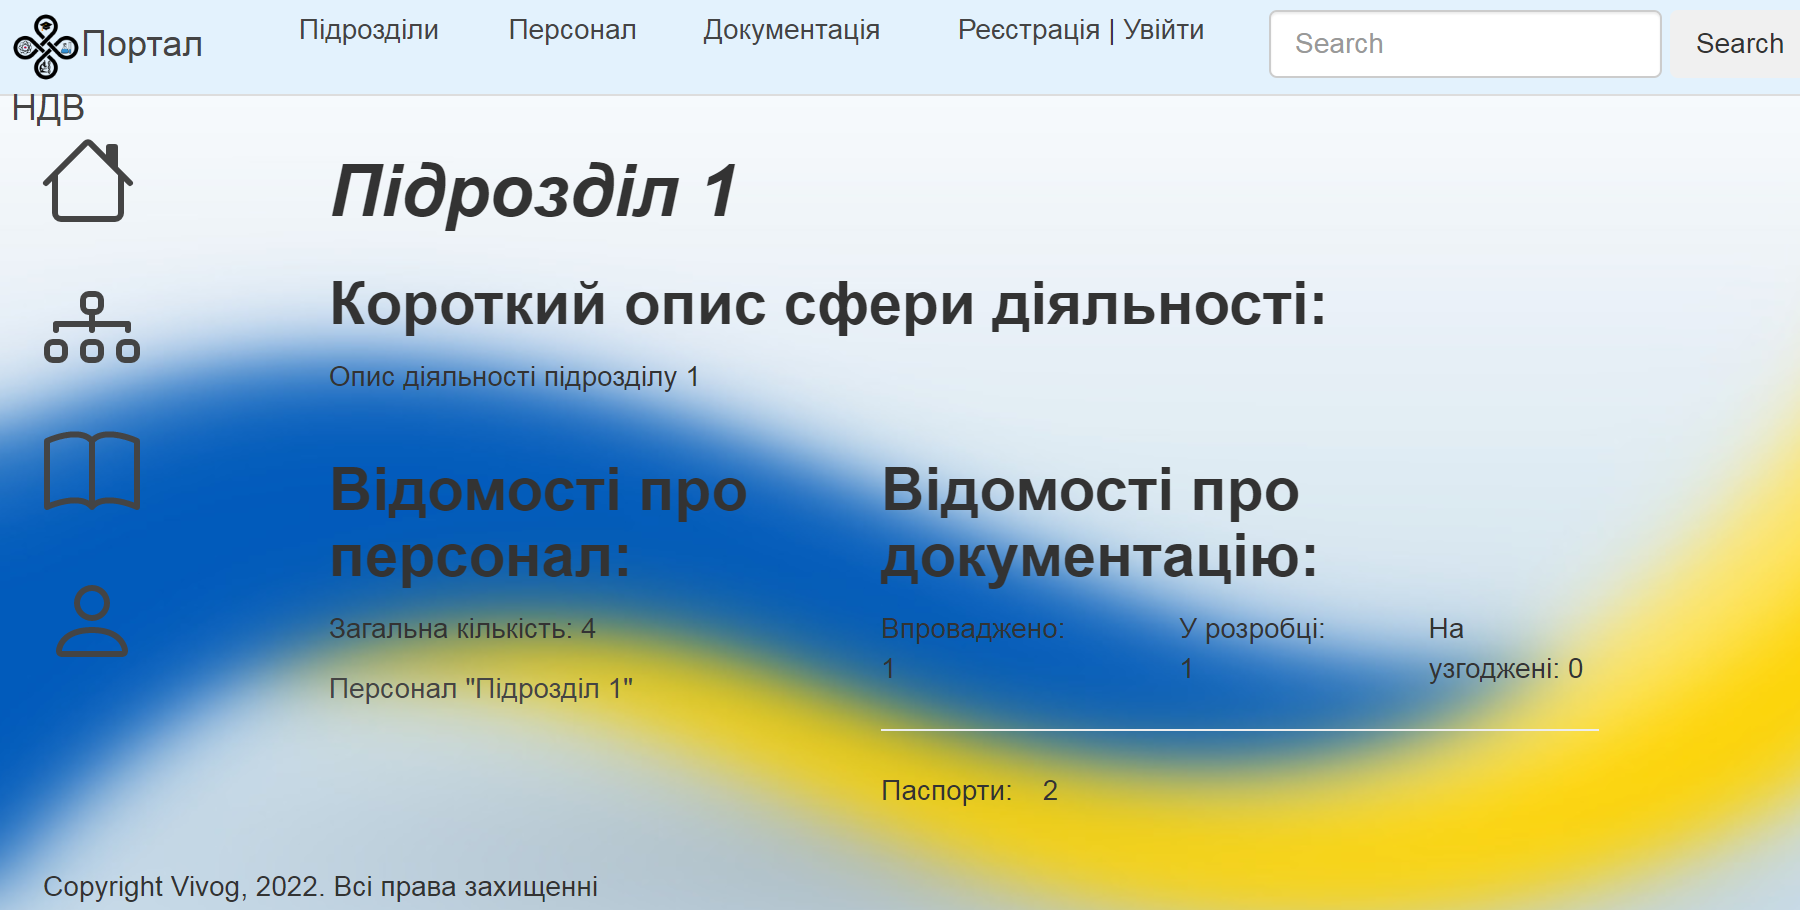 Портал
НДВ
Підрозділи
Персонал
Документація
Реєстрація | Увійти
Search
Search
Підрозділ 1
Короткий опис сфери діяльності:
Опис діяльності підрозділу 1
Відомості про
персонал:
Загальна кількість: 4
Персонал "Підрозділ 1"
Відомості про
документацію:
Впроваджено:
1
У розробці:
1
На
узгоджені: 0
Паспорти: 2
Copyright Vivog, 2022. Всі права захищенні